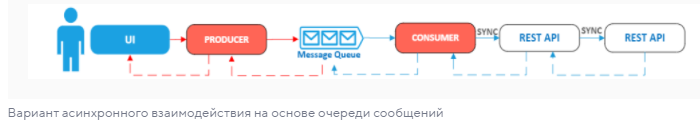 UI
PRODUCER
Message Queue
CONSUMER
SYNC
REST API
SYNC
REST API
Вариант асинхронного взаимодействия на основе очереди сообщений